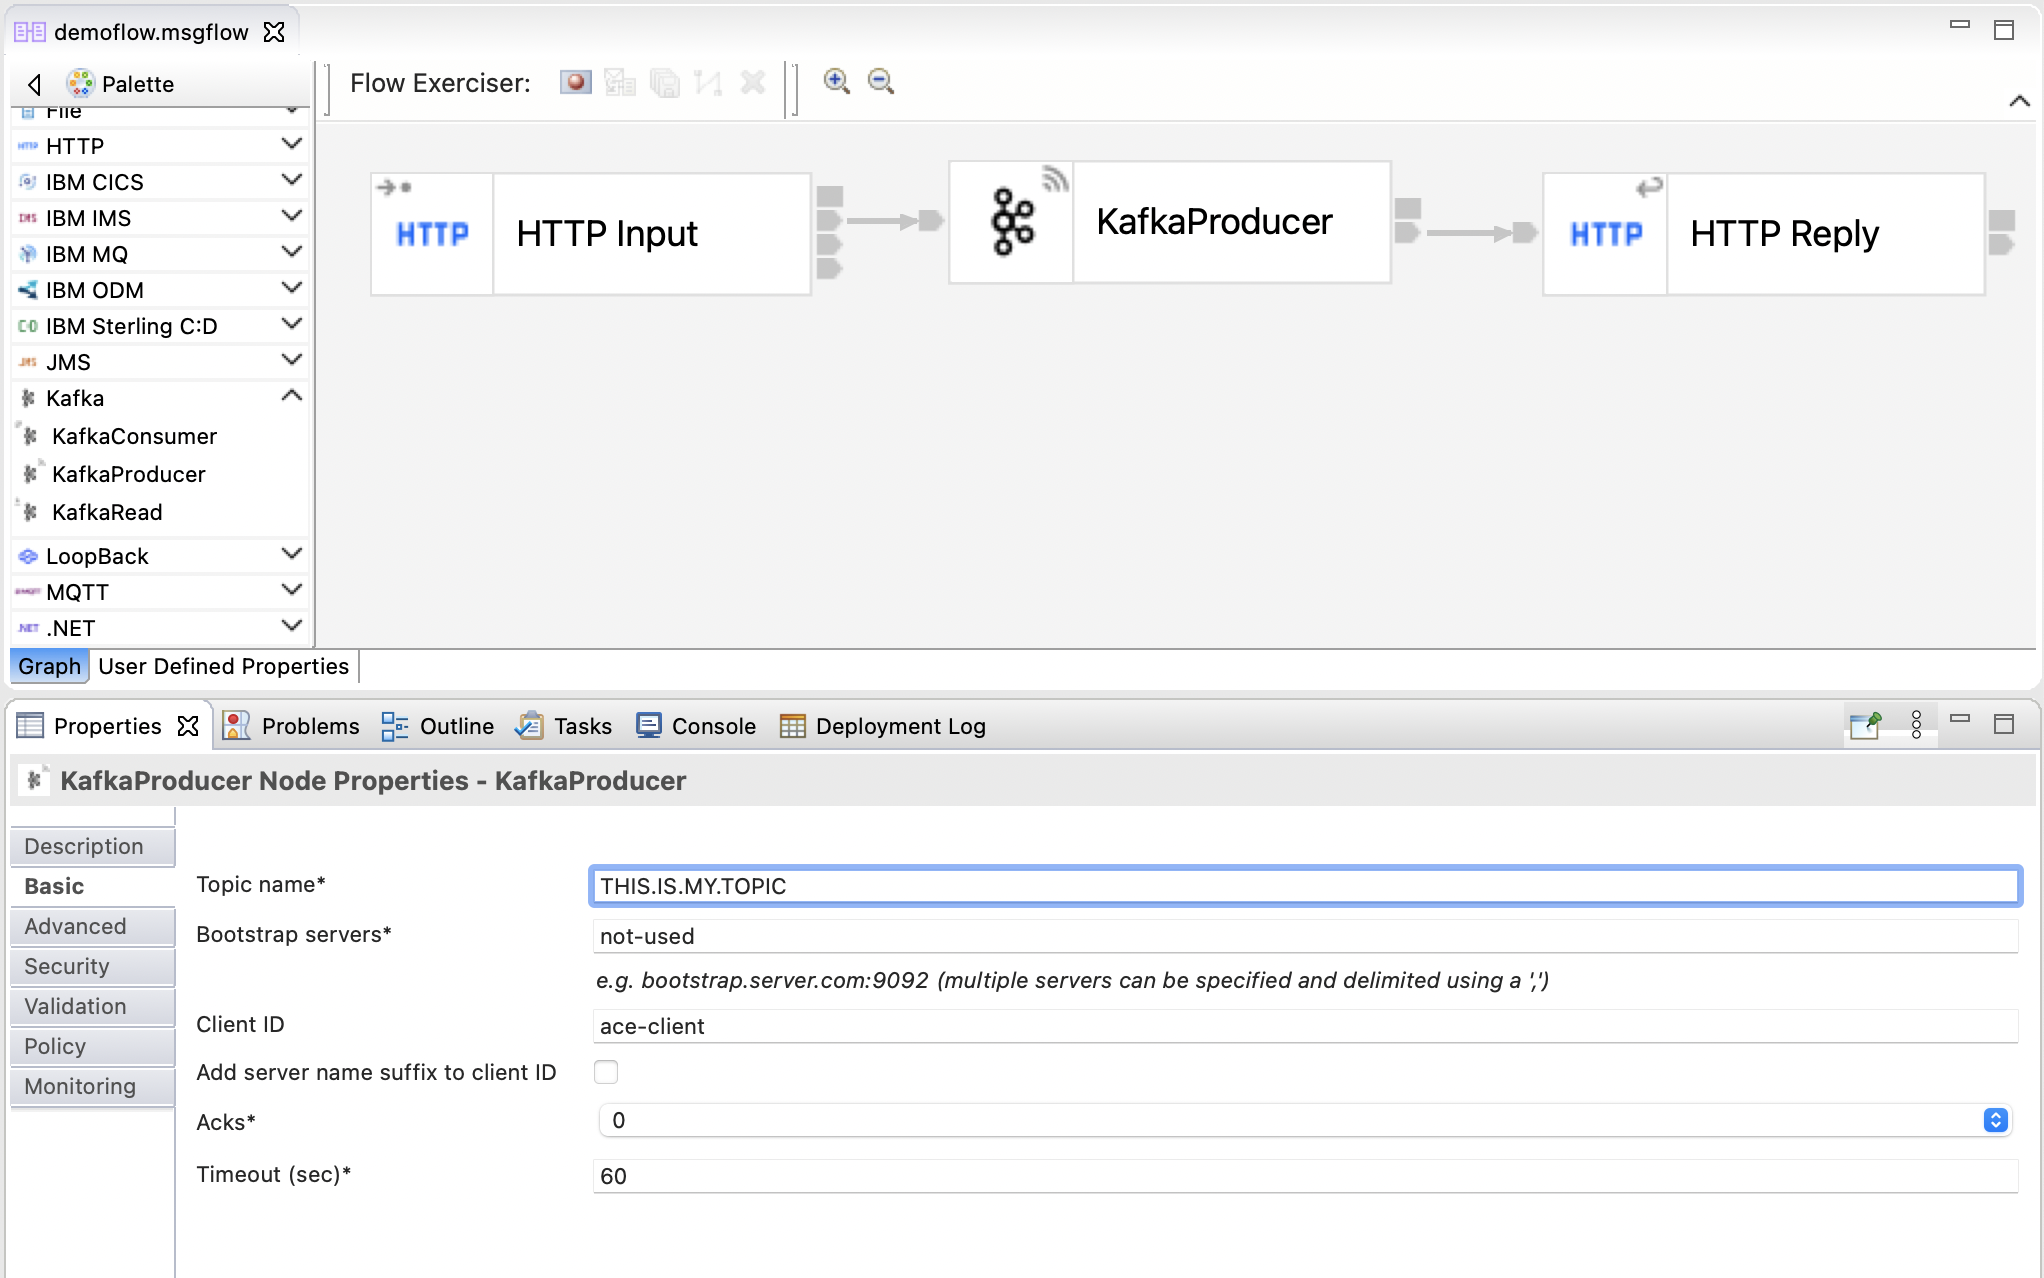 demoflow.msgflow
Palette
Flow Exerciser:
File
HTTP
IBM CICS
IBM IMS
IBM MQ
IBM ODM
IBM Sterling C:D
JMS
Kafka
KafkaConsumer
KafkaProducer
KafkaRead
LoopBack
MQTT
.NET
HTTP HTTP Input
KafkaProducer
HTTP HTTP Reply
Graph User Defined Properties
Properties Problems Outline Tasks Console Deployment Log
KafkaProducer Node Properties - KafkaProducer
Description
Basic
Advanced
Security
Validation
Policy
Monitoring
Topic name* THIS.IS.MY.TOPIC
Bootstrap servers* not-used
e.g. bootstrap.server.com:9092 (multiple servers can be specified and delimited using a ',')
Client ID ace-client
Add server name suffix to client ID
Acks* 0
Timeout (sec)* 60